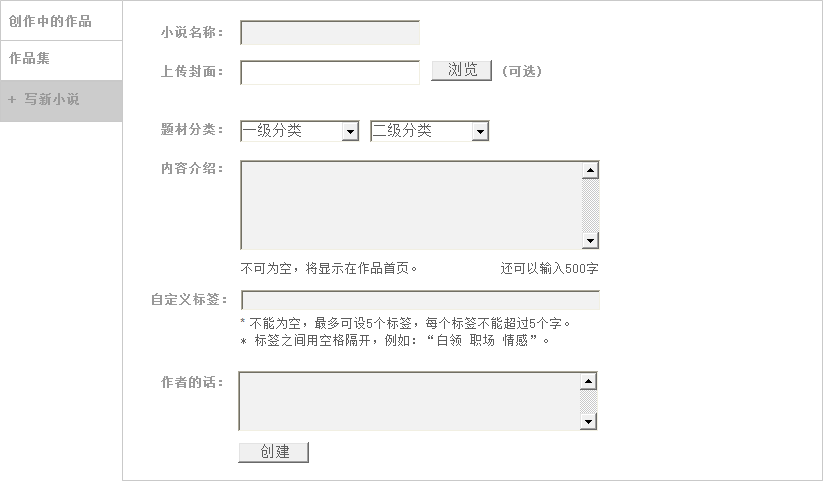 创作中的作品
作品集
+ 写新小说
小说名称：
上传封面： 浏览 (可选)
题材分类： 一级分类 二级分类
内容介绍：
不可为空，将显示在作品首页。 还可以输入500字
自定义标签：
* 不能为空，最多可设5个标签，每个标签不能超过5个字。
* 标签之间用空格隔开，例如：“白领 职场 情感”。
作者的话：
创建